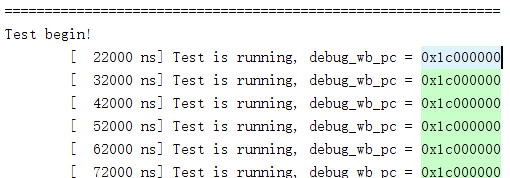 ==============================================================
Test begin!
[  22000 ns] Test is running, debug_wb_pc = 0x1c000000
[  32000 ns] Test is running, debug_wb_pc = 0x1c000000
[  42000 ns] Test is running, debug_wb_pc = 0x1c000000
[  52000 ns] Test is running, debug_wb_pc = 0x1c000000
[  62000 ns] Test is running, debug_wb_pc = 0x1c000000
[  72000 ns] Test is running, debug_wb_pc = 0x1c000000